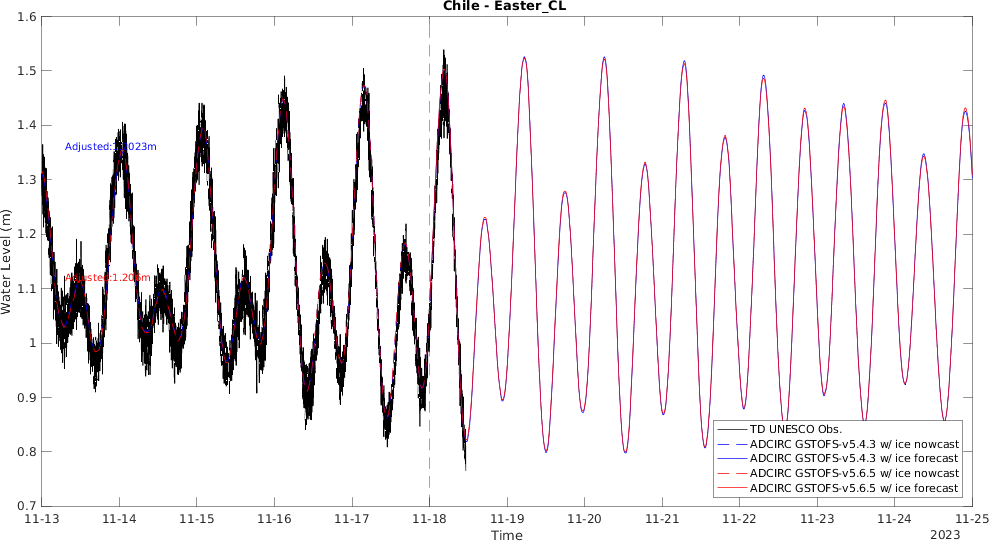 Chile - Easter_CL
Water Level (m)
1.6
1.5
1.4
1.3
1.2
1.1
1
0.9
0.8
0.7
Adjusted:
023m
Adjusted:1.206m
TD UNESCO Obs.
ADCIRC GSTOFS-v5.4.3 w/ ice nowcast
ADCIRC GSTOFS-v5.4.3 w/ ice forecast
ADCIRC GSTOFS-v5.6.5 w/ ice nowcast
ADCIRC GSTOFS-v5.6.5 w/ ice forecast
11-13 11-14 11-15 11-16 11-17 11-18 11-19 11-20 11-21 11-22 11-23 11-24 11-25
Time
2023